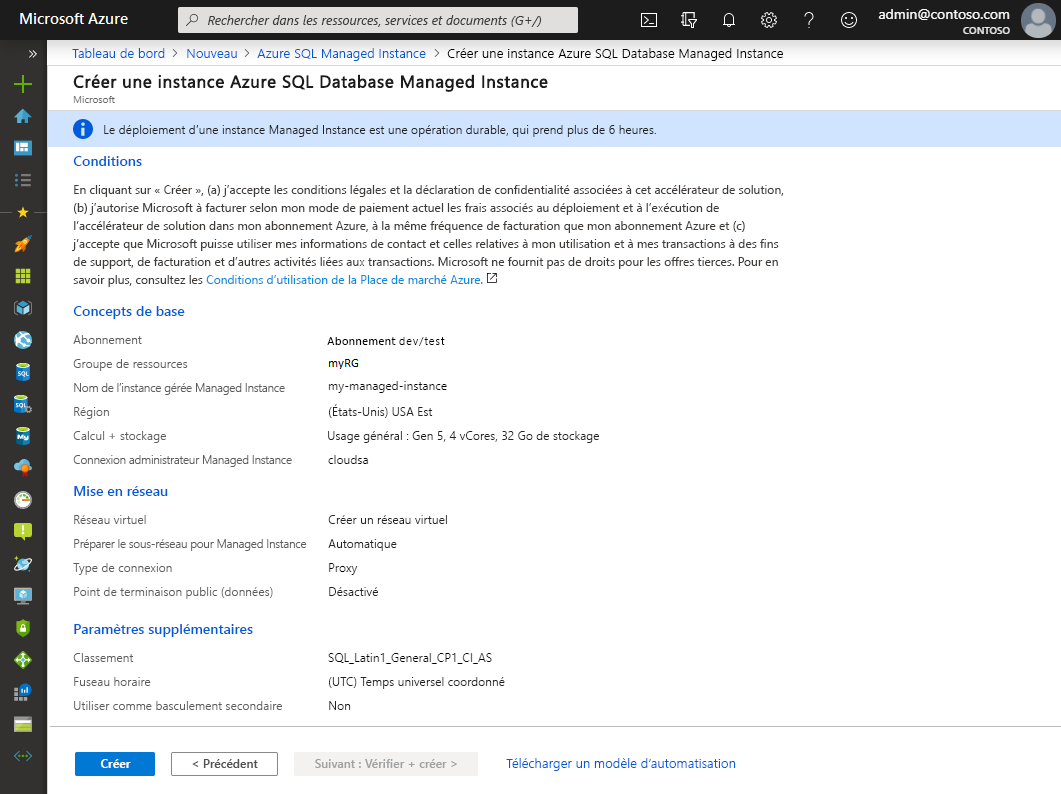 Microsoft Azure
Rechercher dans les ressources, services et documents (G+/)
admin@contoso.com
CONTOSO
Tableau de bord > Nouveau > Azure SQL Managed Instance > Créer une instance Azure SQL Database Managed Instance
Créer une instance Azure SQL Database Managed Instance
Microsoft
Le déploiement d'une instance Managed Instance est une opération durable, qui prend plus de 6 heures.
Conditions
En cliquant sur « Créer », (a) j'accepte les conditions légales et la déclaration de confidentialité associées à cet accélérateur de solution,
(b) j'autorise Microsoft à facturer selon mon mode de paiement actuel les frais associés au déploiement et à l'exécution de
l'accélérateur de solution dans mon abonnement Azure, à la même fréquence de facturation que mon abonnement Azure et (c)
j'accepte que Microsoft puisse utiliser mes informations de contact et celles relatives à mon utilisation et à mes transactions à des fins
de support, de facturation et d'autres activités liées aux transactions. Microsoft ne fournit pas de droits pour les offres tierces. Pour en
savoir plus, consultez les Conditions d'utilisation de la Place de marché Azure.
Concepts de base
Abonnement Abonnement dev/test
Groupe de ressources myRG
Nom de l'instance gérée Managed Instance my-managed-instance
Région (États-Unis) USA Est
Calcul + stockage Usage général : Gen 5, 4 vCores, 32 Go de stockage
Connexion administrateur Managed Instance cloudsa
Mise en réseau
Réseau virtuel Créer un réseau virtuel
Préparer le sous-réseau pour Managed Instance Automatique
Type de connexion Proxy
Point de terminaison public (données) Désactivé
Paramètres supplémentaires
Classement SQL_Latin1_General_CP1_CI_AS
Fuseau horaire (UTC) Temps universel coordonné
Utiliser comme basculement secondaire Non
Créer < Précédent Suivant : Vérifier + créer > Télécharger un modèle d'automatisation